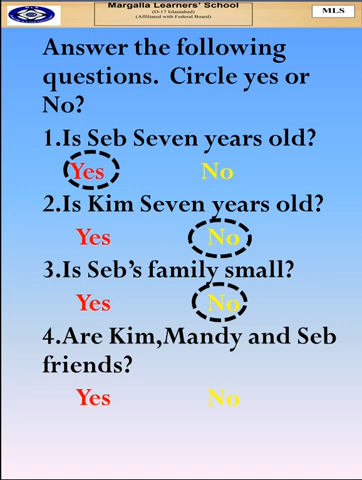 Margalla Learners' School
(D-17 Islamabad)
(Affiliated with Federal Board)
MLS
Answer the following
questions. Circle yes or
No?
1.Is Seb Seven years old?
Yes No
2.Is Kim Seven years old?
Yes No
3.Is Seb's family small?
Yes No
4.Are Kim,Mandy and Seb
friends?
Yes No